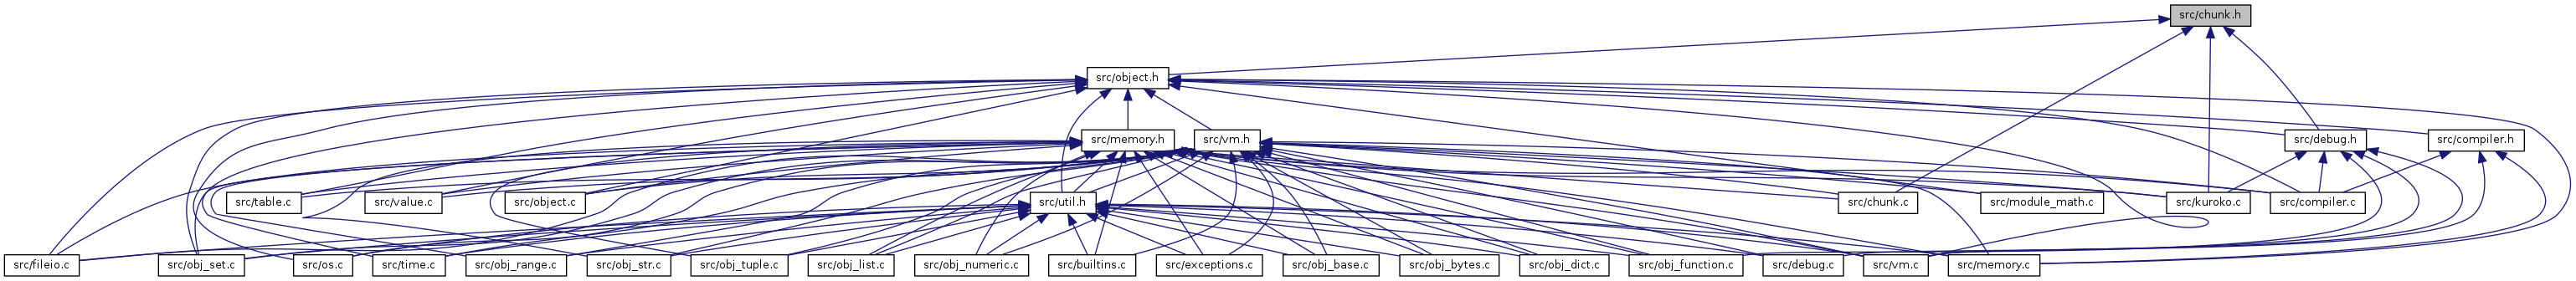 src/chunk.h
src/object.h
src/memory.h
src/vm.h
src/debug.h
src/compiler.h
src/table.c
src/value.c
src/object.c
src/util.h
src/chunk.c
src/module_math.c
src/kuroko.c
src/compiler.c
src/fileio.c
src/obj_set.c
src/os.c
src/time.c
src/obj_range.c
src/obj_str.c
src/obj_tuple.c
src/obj_list.c
src/obj_numeric.c
src/builtins.c
src/exceptions.c
src/obj_base.c
src/obj_bytes.c
src/obj_dict.c
src/obj_function.c
src/debug.c
src/vm.c
src/memory.c